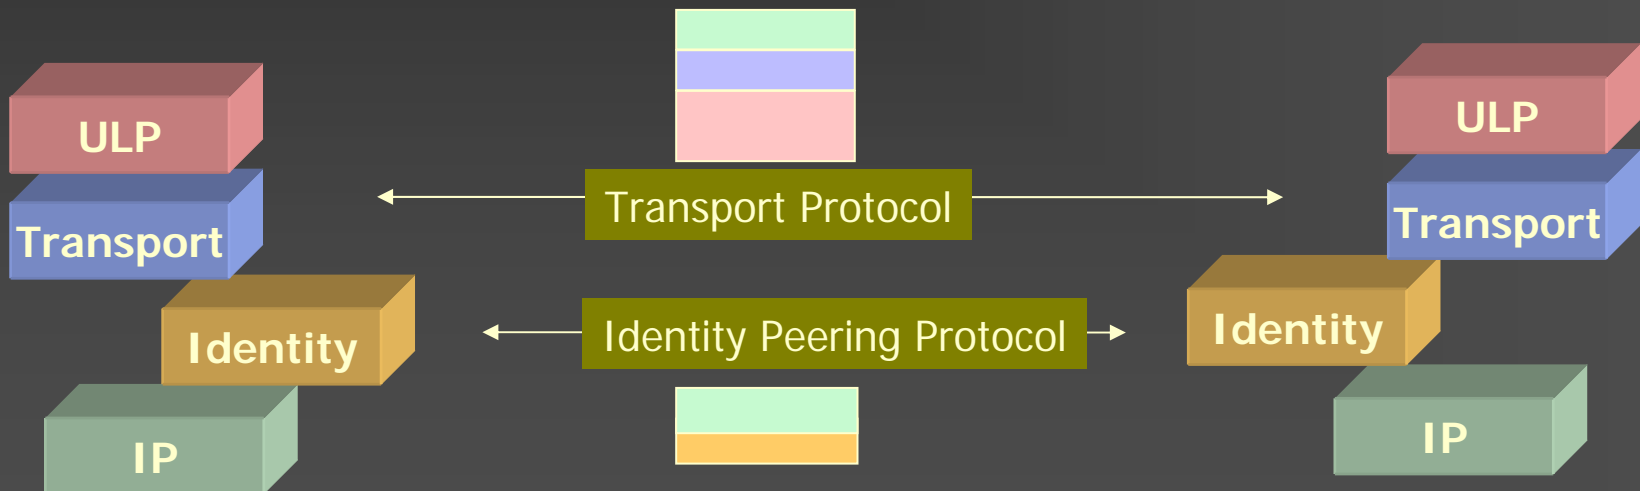 ULP
ULP
Transport
Transport Protocol
Transport
Identity
Identity Peering Protocol
Identity
IP
IP